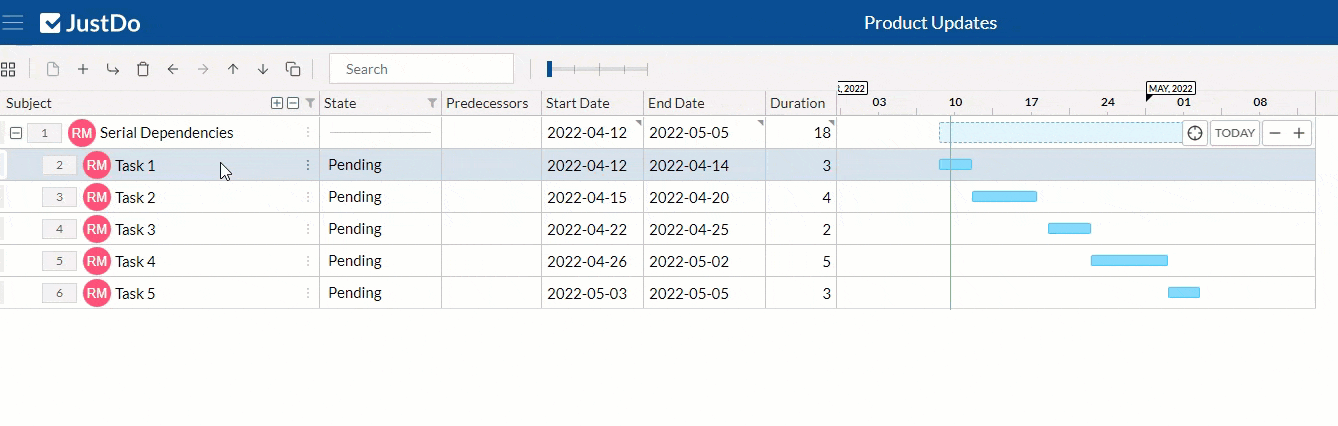 JustDo Product Updates
Search
R, 2022 MAY, 2022
Subject State Predecessors Start Date End Date Duration 03 10 17 24 01 08
1 RM Serial Dependencies 2022-04-12 2022-05-05 18 TODAY
2 RM Task 1 Pending 2022-04-12 2022-04-14 3
3 RM Task 2 Pending 2022-04-15 2022-04-20 4
4 RM Task 3 Pending 2022-04-22 2022-04-25 2
5 RM Task 4 Pending 2022-04-26 2022-05-02 5
6 RM Task 5 Pending 2022-05-03 2022-05-05 3